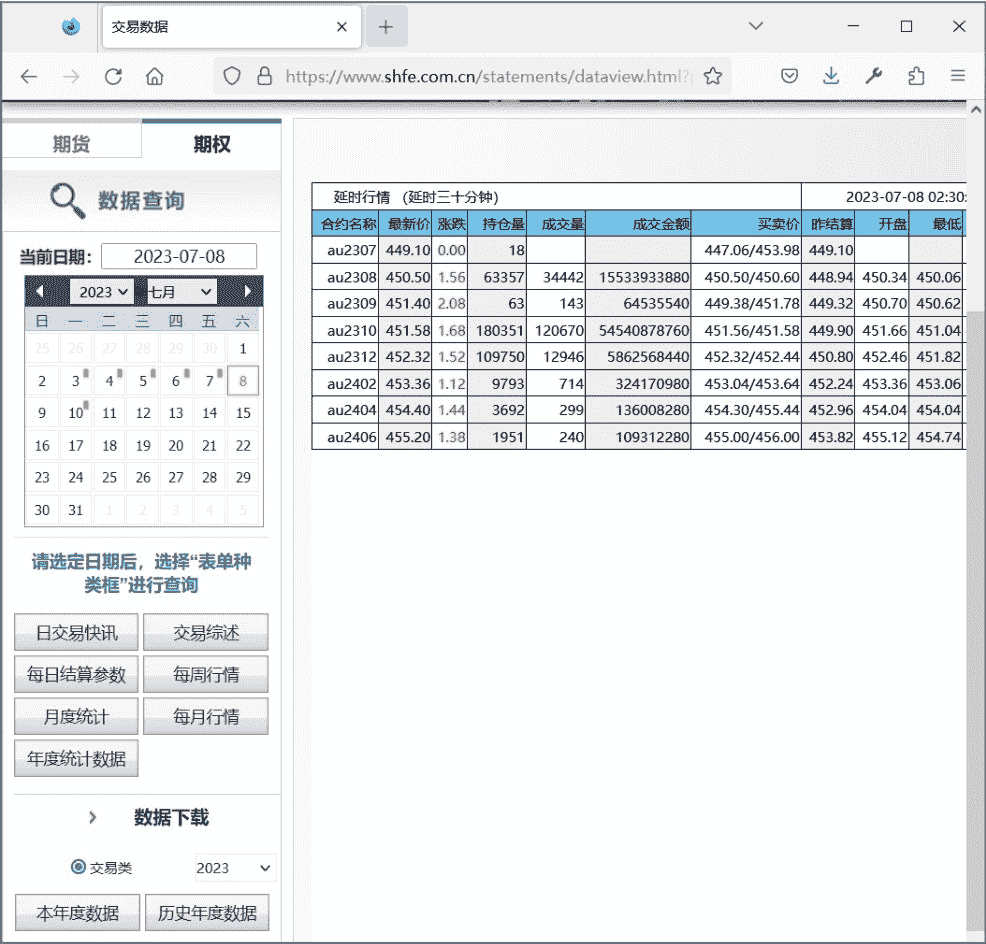 交易数据
https://www.shfe.com.cn/statements/dataview.html?
期货 期权
数据查询
当前日期: 2023-07-08
2023 七月
日 一 二 三 四 五 六
25 26 27 28 29 30 1
2 3 4 5 6 7 8
9 10 11 12 13 14 15
16 17 18 19 20 21 22
23 24 25 26 27 28 29
30 31 1 2 3 4 5
请选定日期后，选择“表单种
类框”进行查询
日交易快讯 交易综述
每日结算参数 每周行情
月度统计 每月行情
年度统计数据
数据下载
交易类 2023
本年度数据 历史年度数据
延时行情 （延时三十分钟） 2023-07-08 02:30:
合约名称 最新价 涨跌 持仓量 成交量 成交金额 买卖价 昨结算 开盘 最低
au2307 449.10 0.00 18 447.06/453.98 449.10
au2308 450.50 1.56 63357 34442 15533933880 450.50/450.60 448.94 450.34 450.06
au2309 451.40 2.08 63 143 64535540 449.38/451.78 449.32 450.70 450.62
au2310 451.58 1.68 180351 120670 54540878760 451.56/451.58 449.90 451.66 451.04
au2312 452.32 1.52 109750 12946 5862568440 452.32/452.44 450.80 452.46 451.82
au2402 453.36 1.12 9793 714 324170980 453.04/453.64 452.24 453.36 453.06
au2404 454.40 1.44 3692 299 136008280 454.30/455.44 452.96 454.04 454.04
au2406 455.20 1.38 1951 240 109312280 455.00/456.00 453.82 455.12 454.74